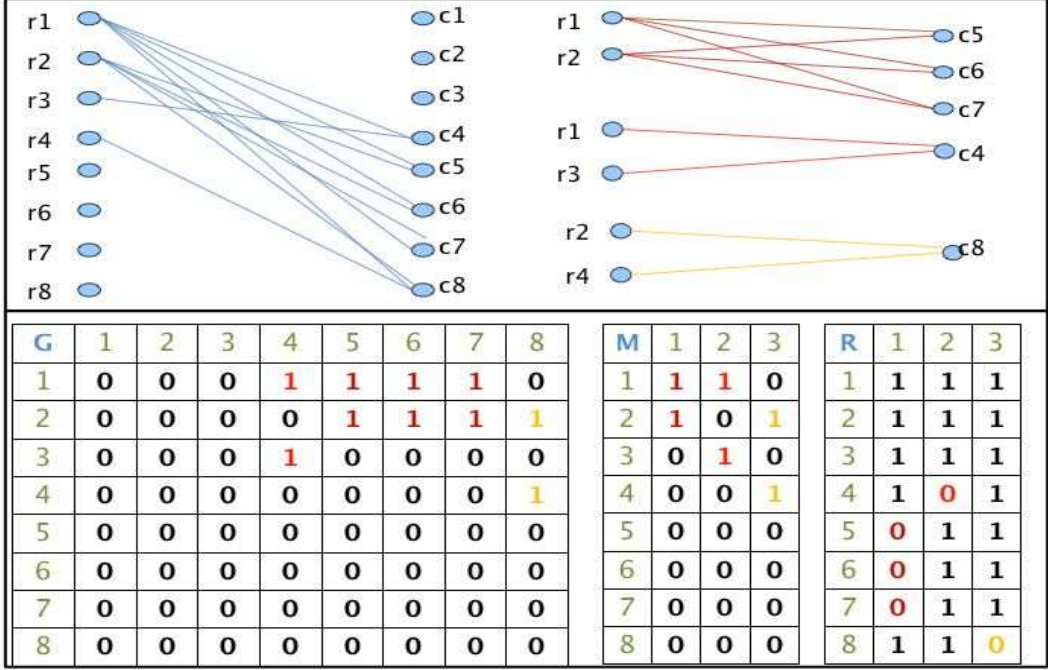 r1
r2
r3
r4
r5
r6
r7
r8
c1
c2
c3
c4
c5
c6
c7
c8
r1
r2
c5
c6
c7
r1
r3
c4
r2
r4
c8
G 1 2 3 4 5 6 7 8
1 0 0 0 1 1 1 1 0
2 0 0 0 0 1 1 1 1
3 0 0 0 1 0 0 0 0
4 0 0 0 0 0 0 0 1
5 0 0 0 0 0 0 0 0
6 0 0 0 0 0 0 0 0
7 0 0 0 0 0 0 0 0
8 0 0 0 0 0 0 0 0
M 1 2 3
1 1 1 0
2 1 0 1
3 0 1 0
4 0 0 1
5 0 0 0
6 0 0 0
7 0 0 0
8 0 0 0
R 1 2 3
1 1 1 1
2 1 1 1
3 1 1 1
4 1 0 1
5 0 1 1
6 0 1 1
7 0 1 1
8 1 1 0